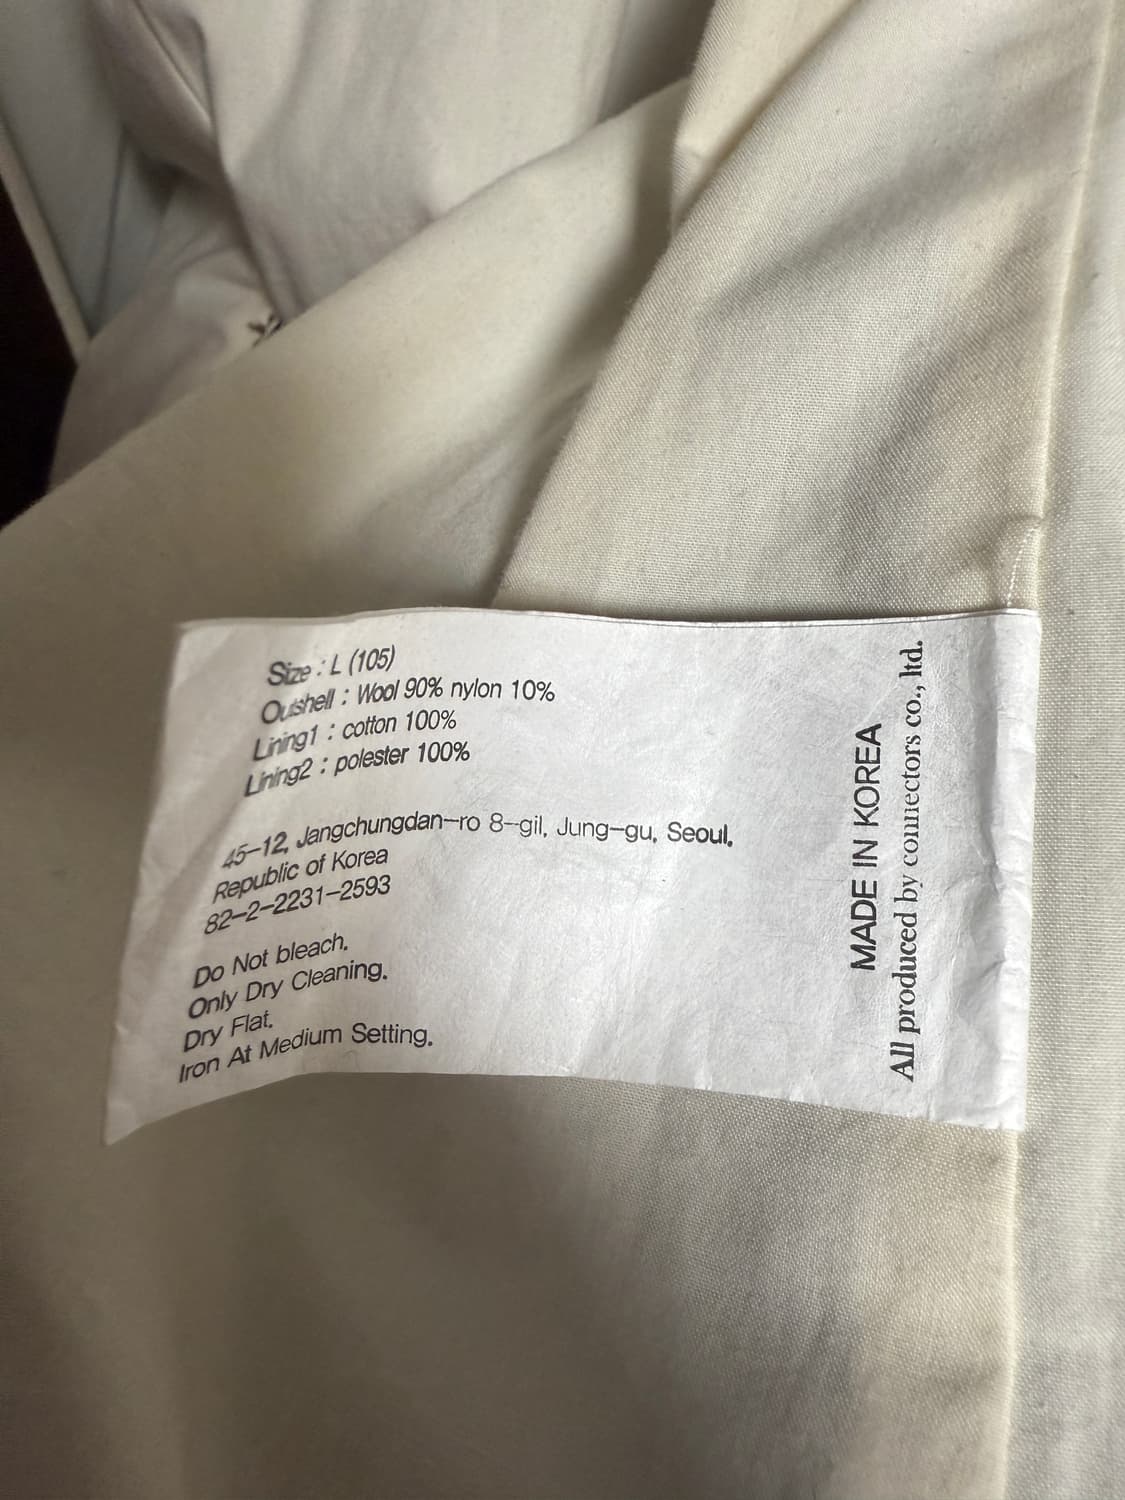 Size : L (105)
Outshell : Wool 90% nylon 10%
Lining1 : cotton 100%
Lining2 : polester 100%
45-12, Jangchungdan-ro 8-gil, Jung-gu, Seoul,
Republic of Korea
82-2-2231-2593
Do Not bleach.
Only Dry Cleaning.
Dry Flat.
Iron At Medium Setting.
MADE IN KOREA
All produced by connectors co., ltd.